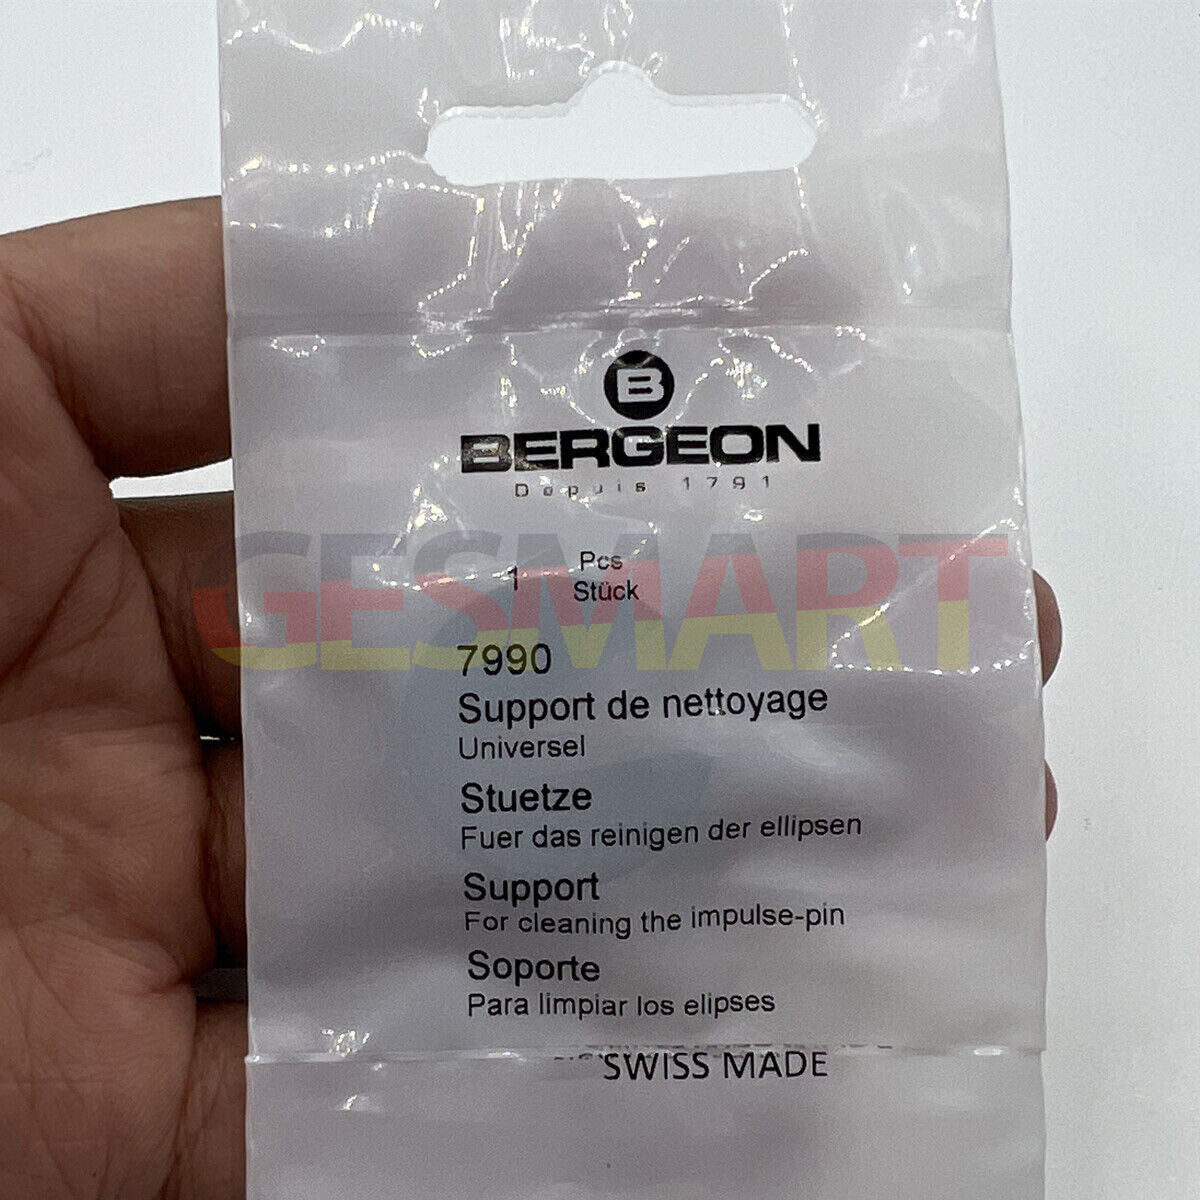 B
BERGEON
Depuis 1791
GESMART
1 Pcs
Stück
7990
Support de nettoyage
Universel
Stuetze
Fuer das reinigen der ellipsen
Support
For cleaning the impulse-pin
Soporte
Para limpiar los elipses
SWISS MADE